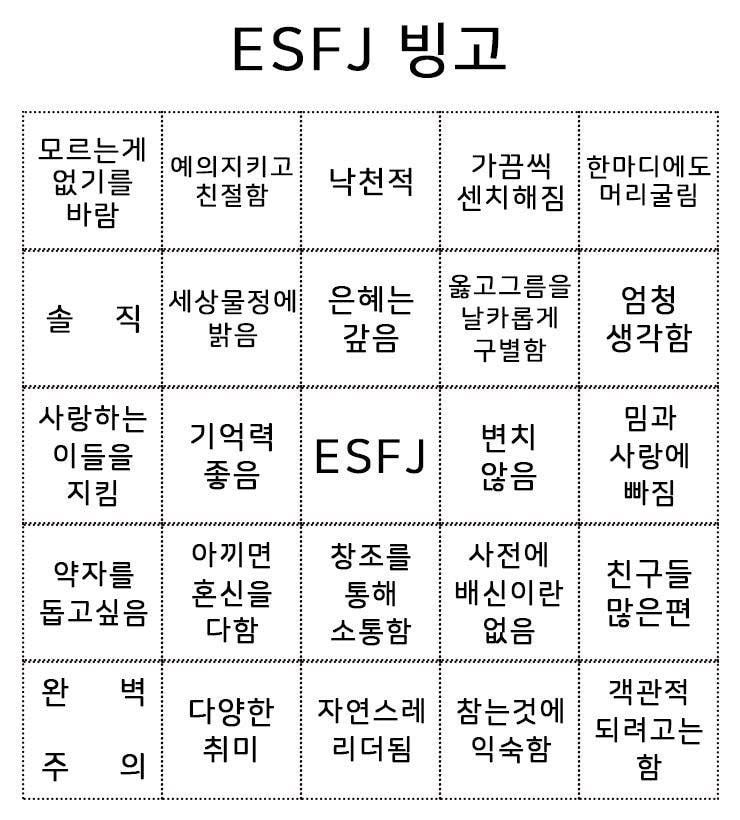 ESFJ 빙고
모르는게
없기를
바람
예의지키고
친절함
낙천적
가끔씩
센치해짐
한마디에도
머리굴림
솔 직
세상물정에
밝음
은혜는
갚음
옳고그름을
날카롭게
구별함
엄청
생각함
사랑하는
이들을
지킴
기억력
좋음
ESFJ
변치
않음
밈과
사랑에
빠짐
약자를
돕고싶음
아끼면
혼신을
다함
창조를
통해
소통함
사전에
배신이란
없음
친구들
많은편
완 벽
주 의
다양한
취미
자연스레
리더됨
참는것에
익숙함
객관적
되려고는
함